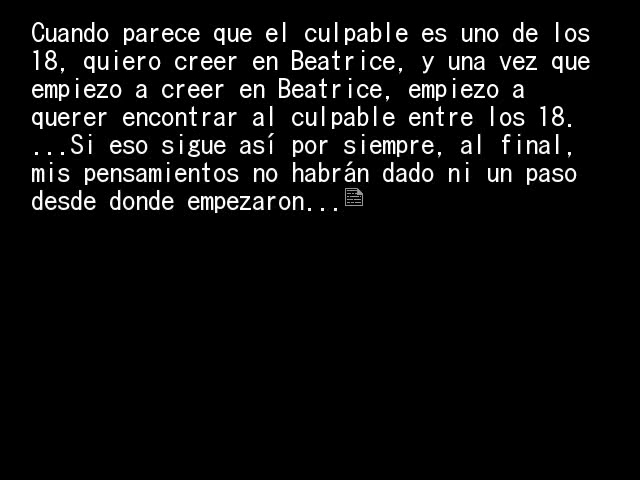 Cuando parece que el culpable es uno de los
18, quiero creer en Beatrice, y una vez que
empiezo a creer en Beatrice, empiezo a
querer encontrar al culpable entre los 18.
...Si eso sigue así por siempre, al final,
mis pensamientos no habrán dado ni un paso
desde donde empezaron...